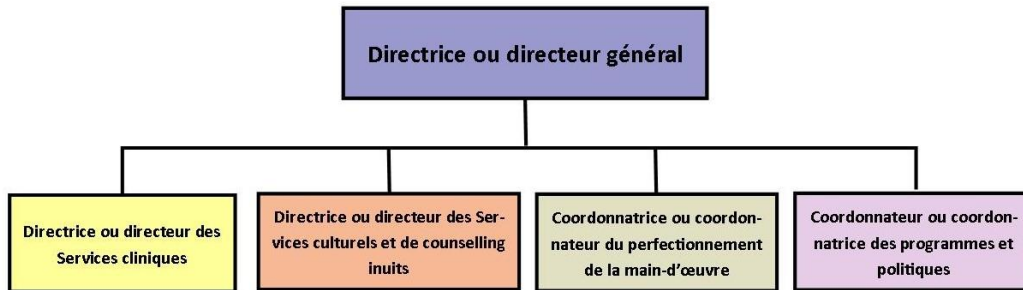 Directrice ou directeur général
Directrice ou directeur des
Services cliniques
Directrice ou directeur des Ser-
vices culturels et de counselling
inuits
Coordonnatrice ou coordon-
nateur du perfectionnement
de la main-d’œuvre
Coordonnateur ou coordon-
natrice des programmes et
politiques